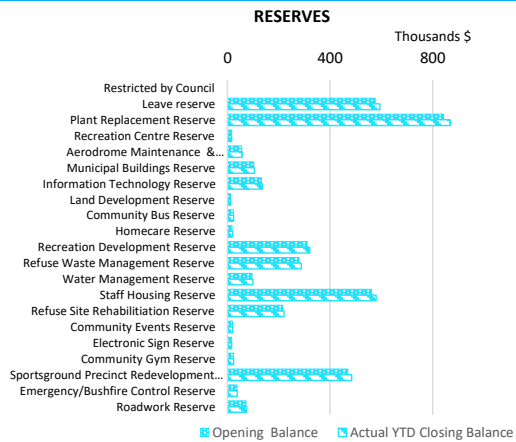 RESERVES
Thousands $
0 400 800
Restricted by Council
Leave reserve
Plant Replacement Reserve
Recreation Centre Reserve
Aerodrome Maintenance &...
Municipal Buildings Reserve
Information Technology Reserve
Land Development Reserve
Community Bus Reserve
Homecare Reserve
Recreation Development Reserve
Refuse Waste Management Reserve
Water Management Reserve
Staff Housing Reserve
Refuse Site Rehabilitiation Reserve
Community Events Reserve
Electronic Sign Reserve
Community Gym Reserve
Sportsground Precinct Redevelopment...
Emergency/Bushfire Control Reserve
Roadwork Reserve
Opening Balance Actual YTD Closing Balance